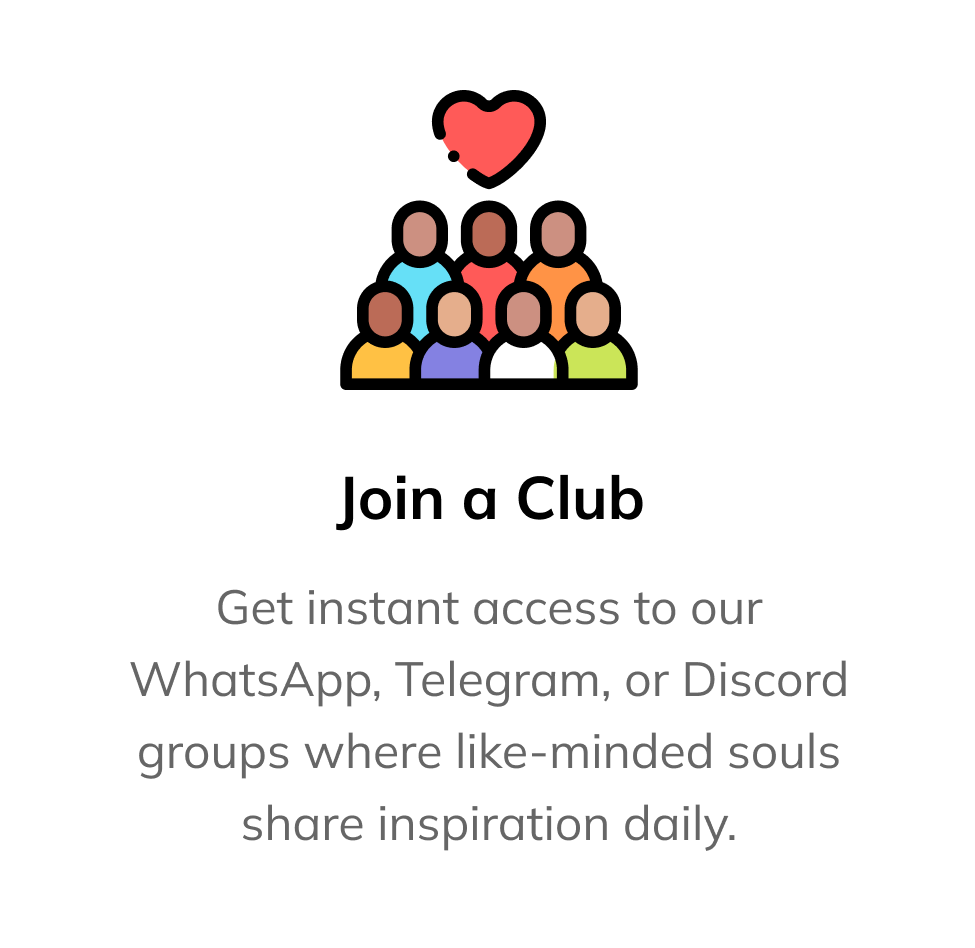 Join a Club
Get instant access to our
WhatsApp, Telegram, or Discord
groups where like-minded souls
share inspiration daily.